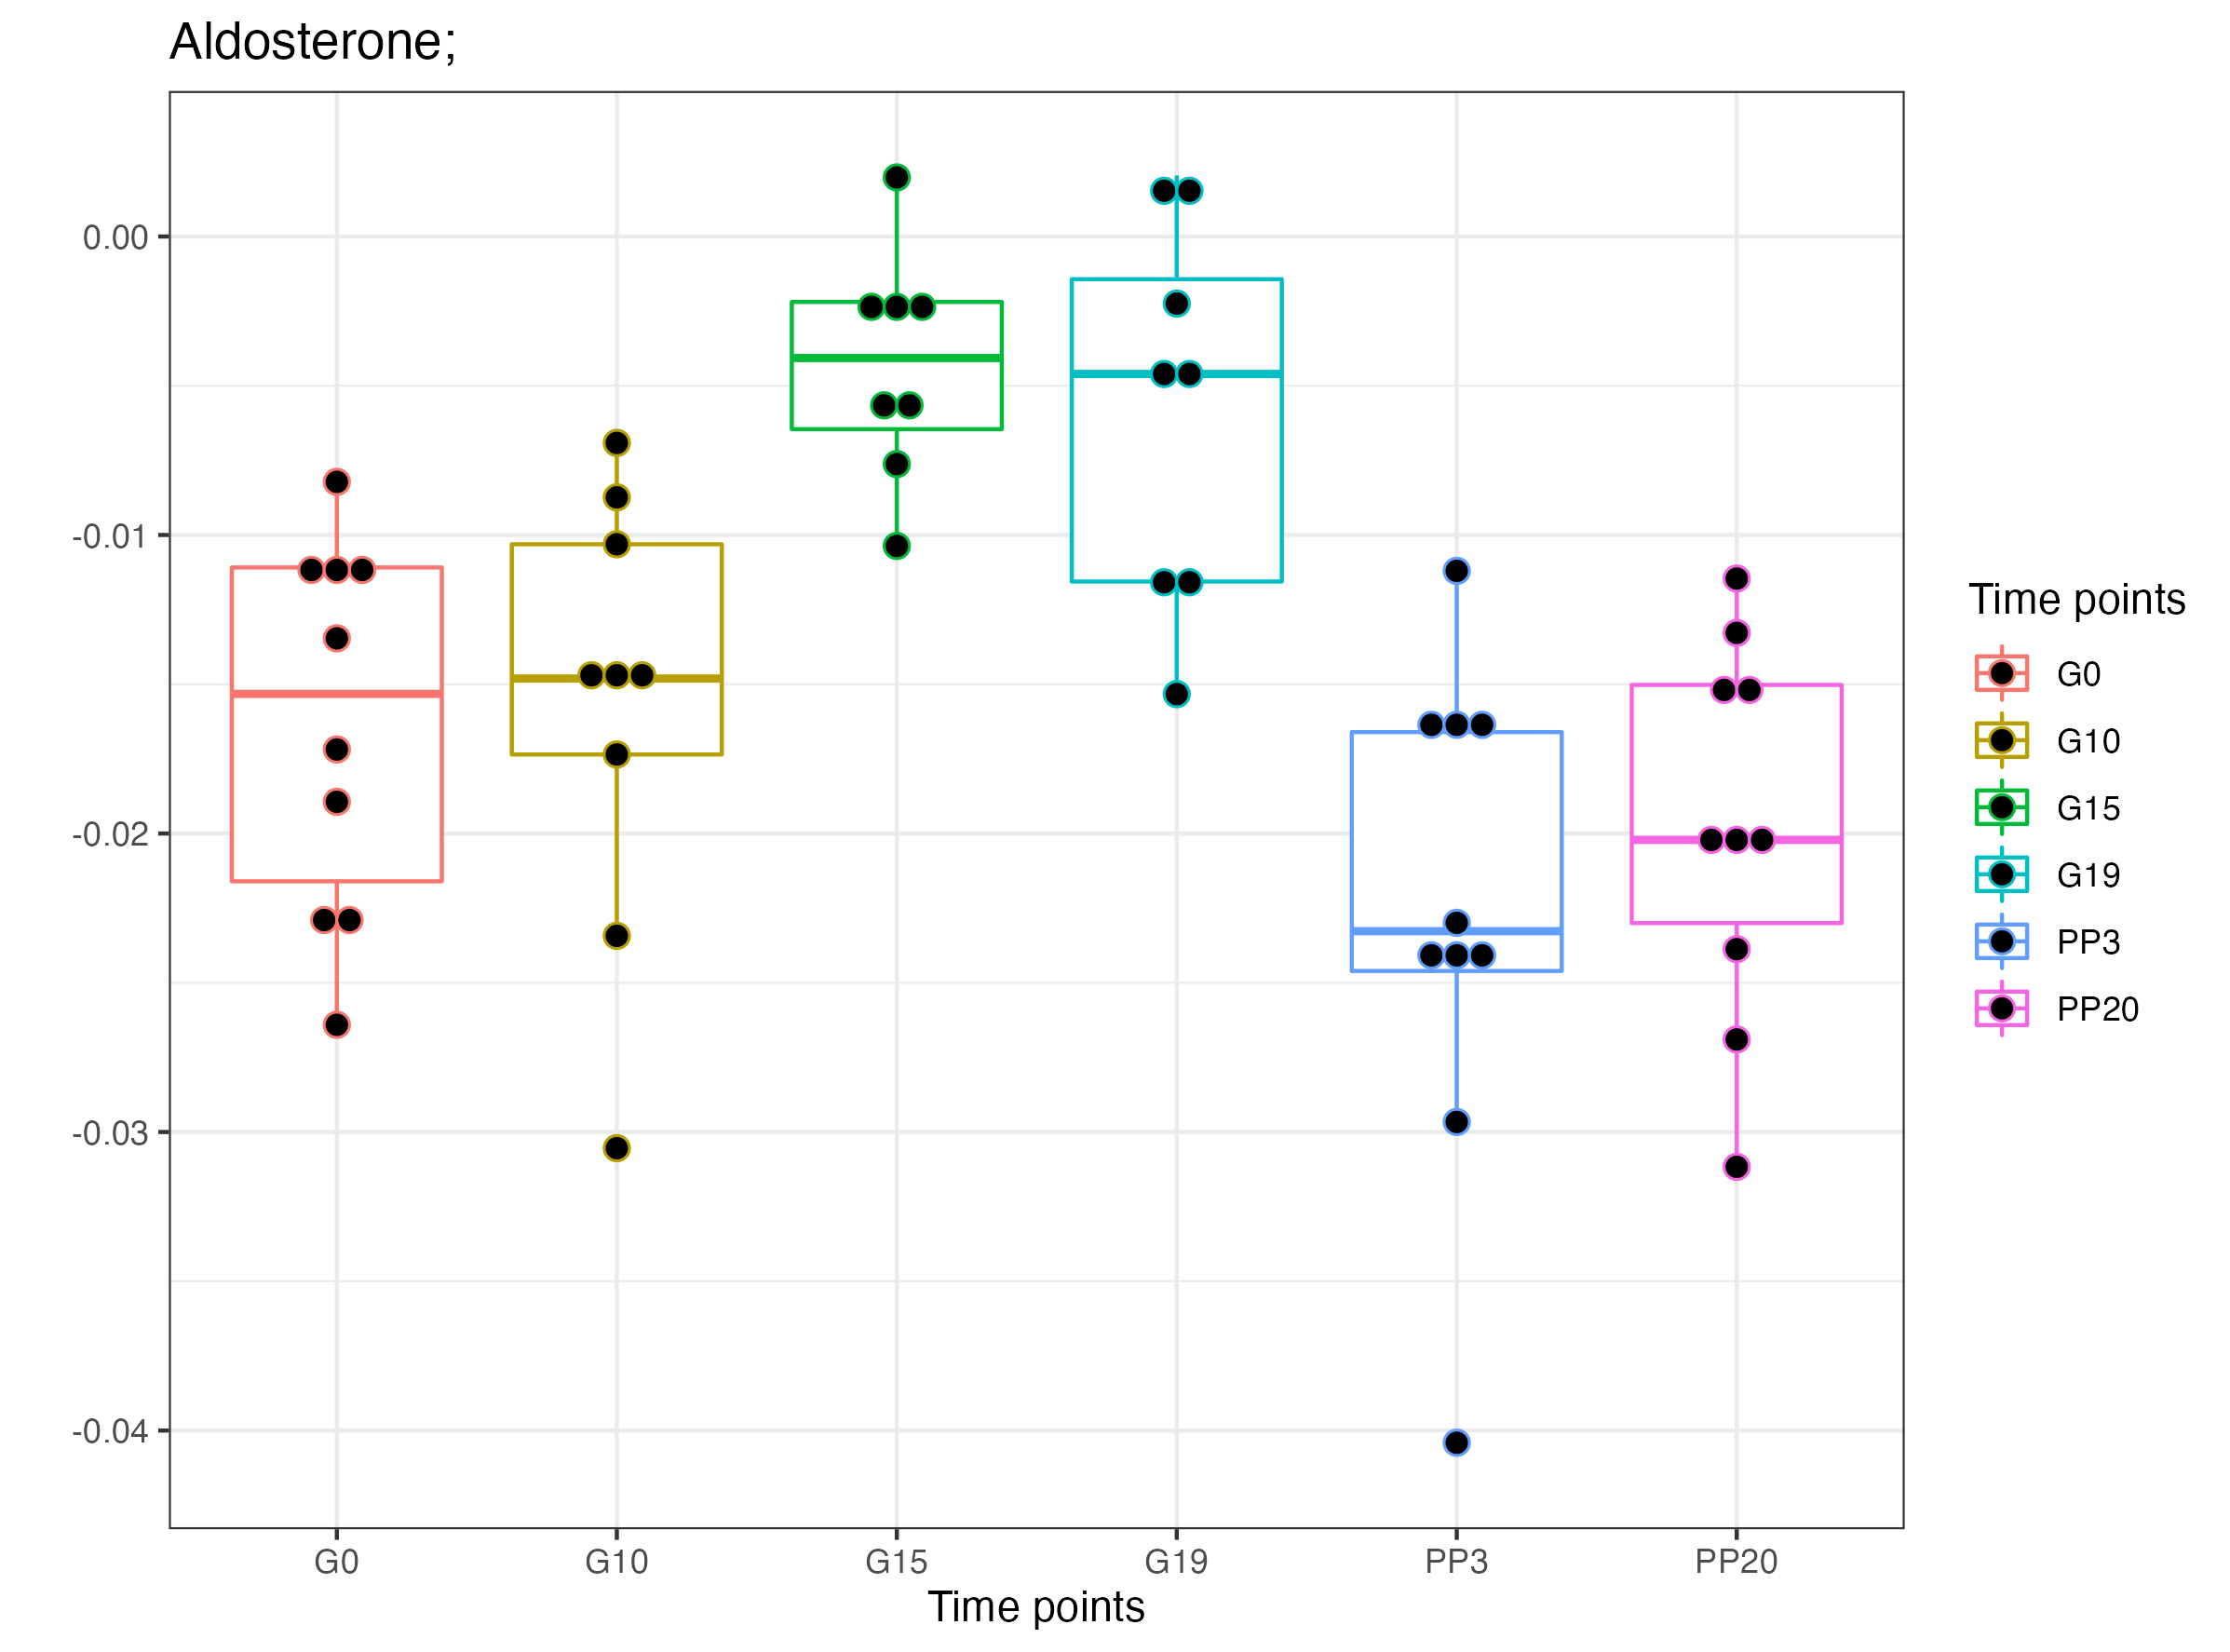 Aldosterone;
0.00
-0.01
-0.02
-0.03
-0.04
G0 G10 G15 G19 PP3 PP20
Time points
Time points
G0
G10
G15
G19
PP3
PP20